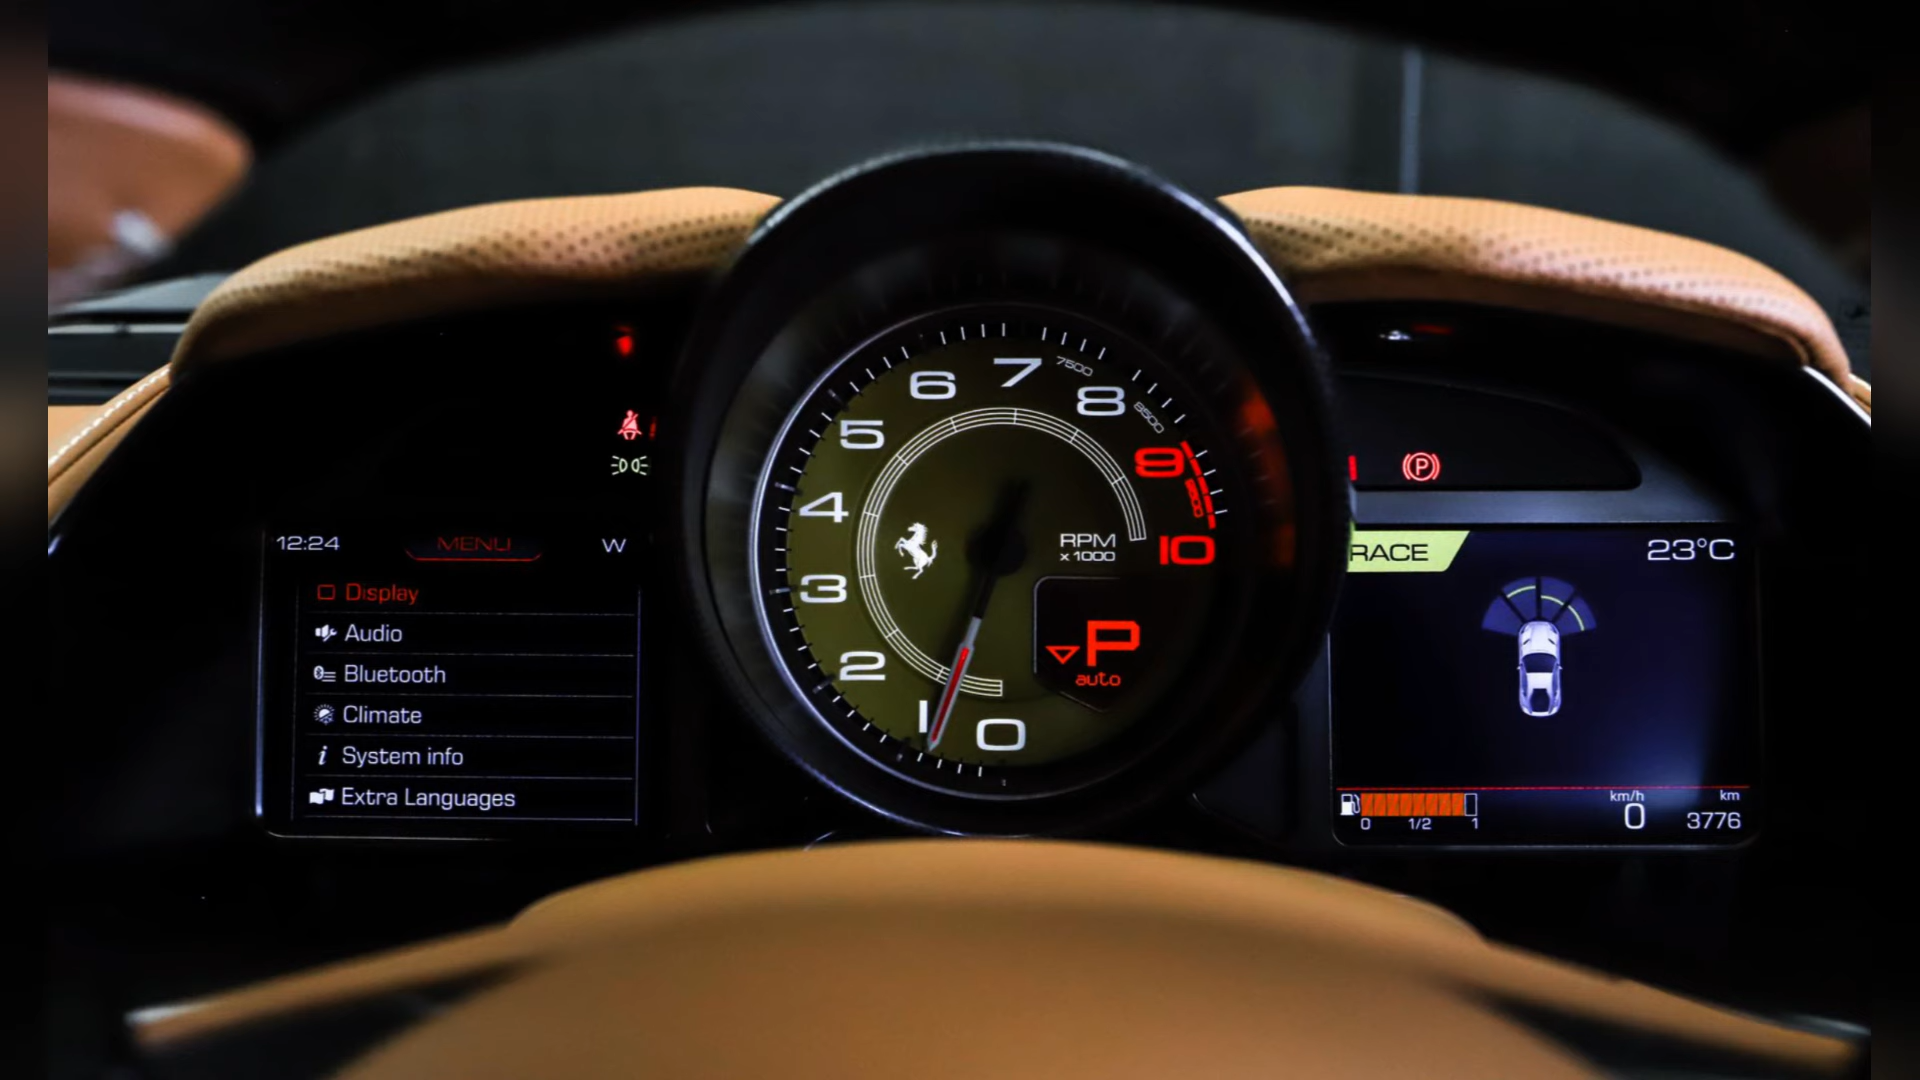 12:24 MENU W
Display
Audio
Bluetooth
Climate
System info
Extra Languages
0
1
2
3
4
5
6
7
7500
8
8500
9
10
RPM
x 1000
P
auto
P
RACE 23°C
km/h km
0 3776
0 1/2 1